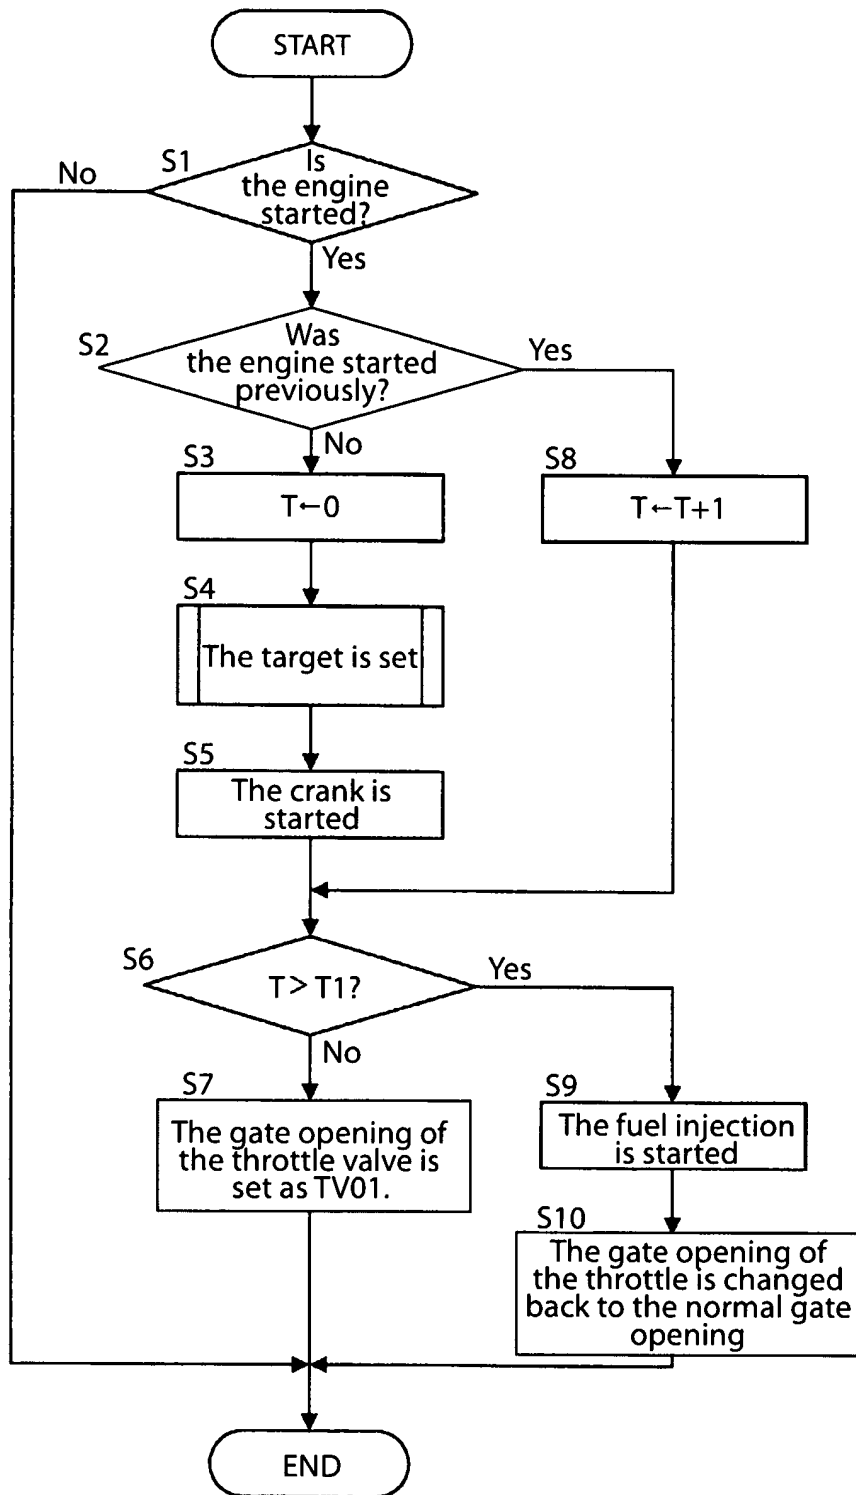 START
S1
Is
the engine
started?
No
Yes
S2
Was
the engine started
previously?
Yes
No
S3
T←0
S8
T←T+1
S4
The target is set
S5
The crank is
started
S6
T > T1?
Yes
No
S7
The gate opening of
the throttle valve is
set as TV01.
S9
The fuel injection
is started
S10
The gate opening of
the throttle is changed
back to the normal gate
opening
END